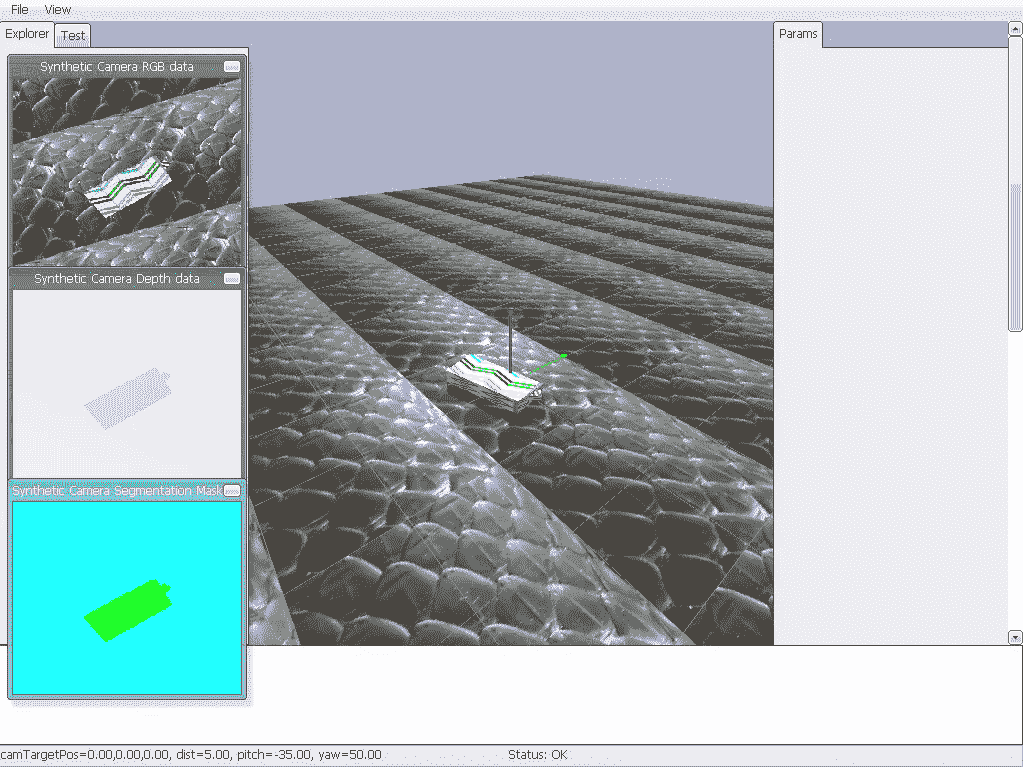 File View
Explorer Test
Params
Synthetic Camera RGB data
Synthetic Camera Depth data
Synthetic Camera Segmentation Mask
camTargetPos=0.00,0.00,0.00, dist=5.00, pitch=-35.00, yaw=50.00 Status: OK